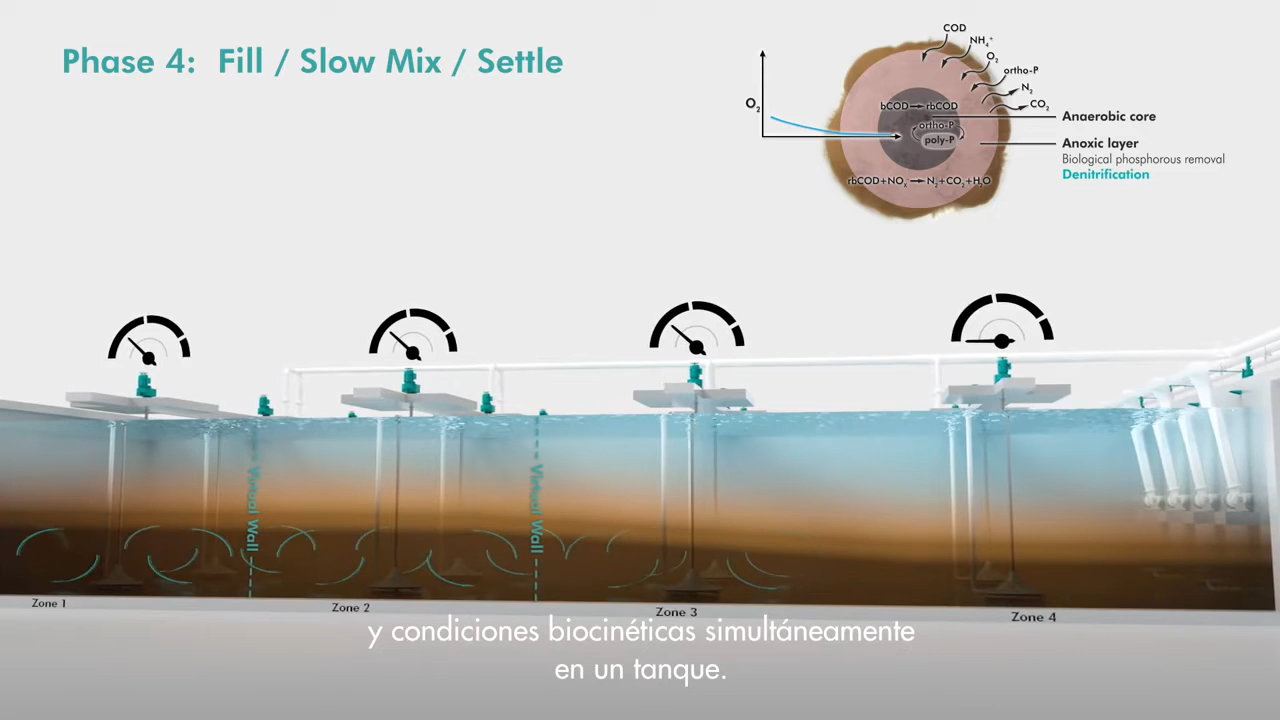 Phase 4: Fill / Slow Mix / Settle
COD
NH₄⁺
O₂
ortho-P
N₂
CO₂
O₂
bCOD rbCOD
ortho-P
poly-P
rbCOD+NOₓ N₂+CO₂+H₂O
Anaerobic core
Anoxic layer
Biological phosphorous removal
Denitrification
Virtual Wall
Virtual Wall
Zone 1
Zone 2
Zone 3
Zone 4
y condiciones biocinéticas simultáneamente
en un tanque.